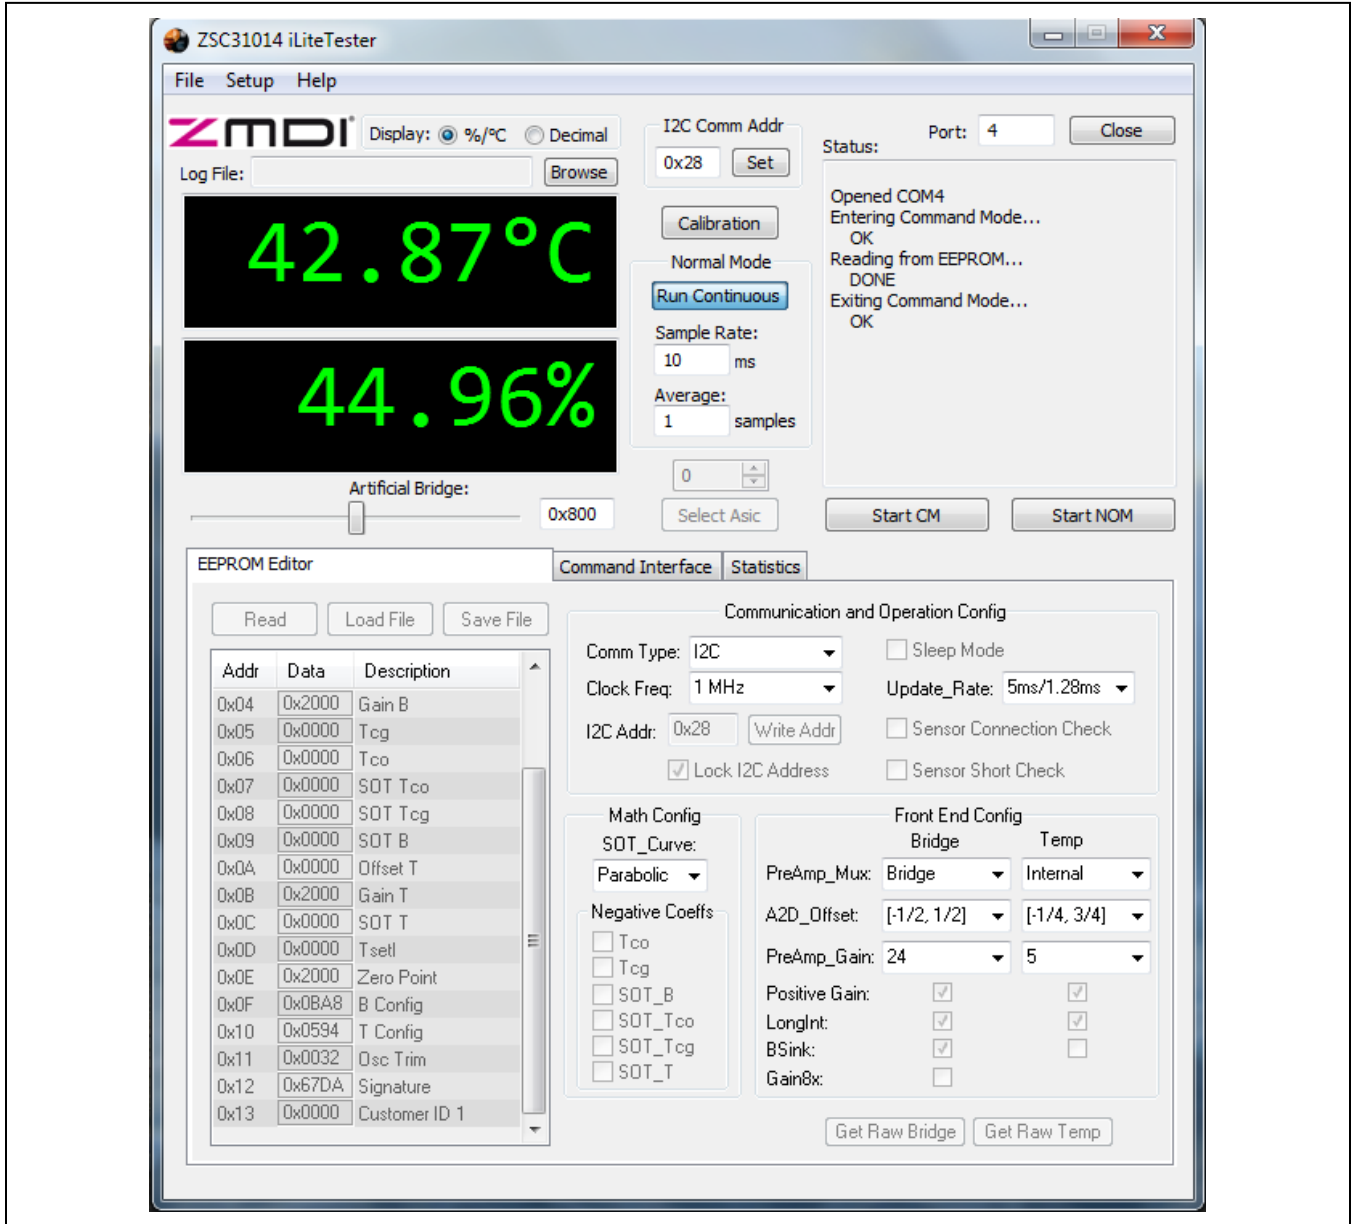 ZSC31014 iLiteTester
File Setup Help
ZMDI
Display: %/°C Decimal
Log File: Browse
42.87°C
44.96%
Artificial Bridge:
0x800
I2C Comm Addr
0x28 Set
Calibration
Normal Mode
Run Continuous
Sample Rate:
10 ms
Average:
1 samples
0
Select Asic
Port: 4 Close
Status:
Opened COM4
Entering Command Mode...
OK
Reading from EEPROM...
DONE
Exiting Command Mode...
OK
Start CM Start NOM
EEPROM Editor Command Interface Statistics
Read Load File Save File
Addr Data Description
0x04 0x2000 Gain B
0x05 0x0000 Tcg
0x06 0x0000 Tco
0x07 0x0000 SOT Tco
0x08 0x0000 SOT Tcg
0x09 0x0000 SOT B
0x0A 0x0000 Offset T
0x0B 0x2000 Gain T
0x0C 0x0000 SOT T
0x0D 0x0000 Tsetl
0x0E 0x2000 Zero Point
0x0F 0x0BA8 B Config
0x10 0x0594 T Config
0x11 0x0032 Osc Trim
0x12 0x67DA Signature
0x13 0x0000 Customer ID 1
Communication and Operation Config
Comm Type: I2C Sleep Mode
Clock Freq: 1 MHz Update_Rate: 5ms/1.28ms
I2C Addr: 0x28 Write Addr Sensor Connection Check
Lock I2C Address Sensor Short Check
Math Config
SOT_Curve:
Parabolic
Negative Coeffs
Tco
Tcg
SOT_B
SOT_Tco
SOT_Tcg
SOT_T
Front End Config
Bridge Temp
PreAmp_Mux: Bridge Internal
A2D_Offset: [-1/2, 1/2] [-1/4, 3/4]
PreAmp_Gain: 24 5
Positive Gain:
LongInt:
BSink:
Gain8x:
Get Raw Bridge Get Raw Temp